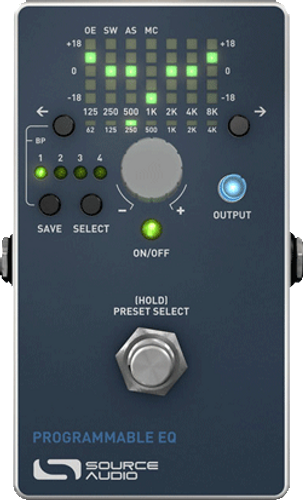 OE SW AS MC
+18 +18
0 0
-18 -18
125 250 500 1K 2K 4K 8K
62 125 250 500 1K 2K 4K
← →
BP
1 2 3 4
- +
OUTPUT
SAVE SELECT
ON/OFF
(HOLD)
PRESET SELECT
PROGRAMMABLE EQ
SOURCE
AUDIO